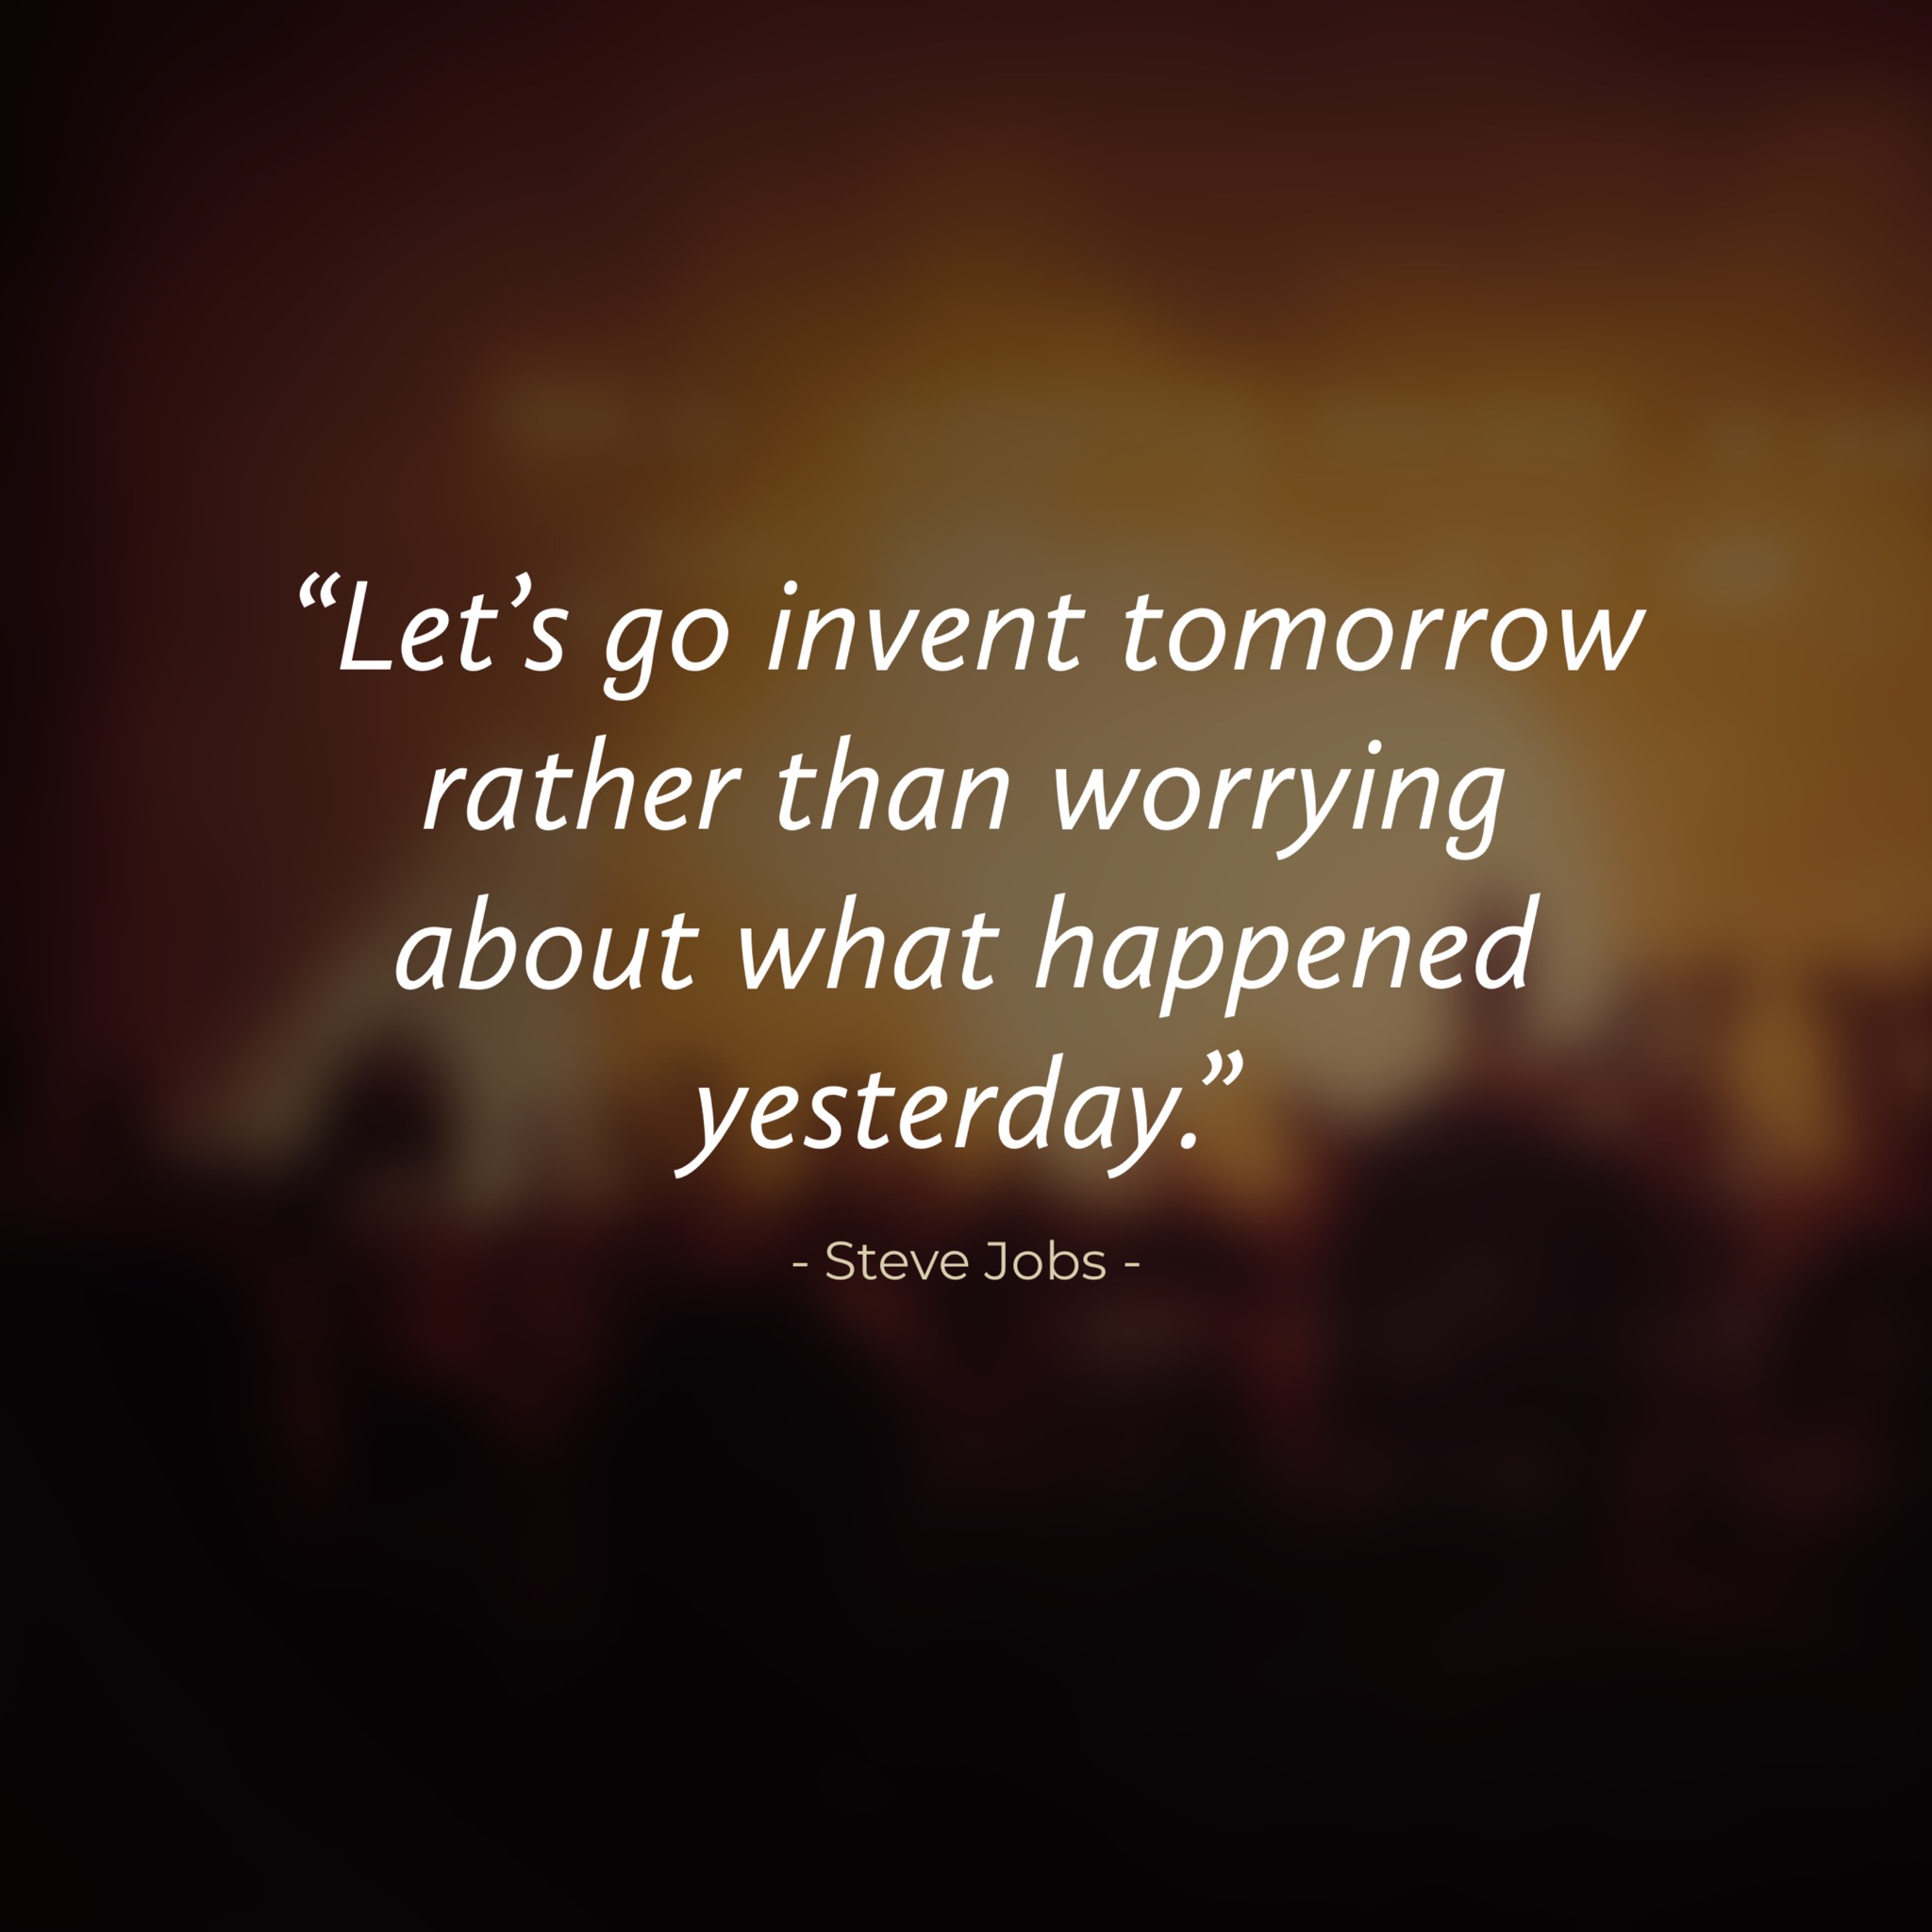 “Let’s go invent tomorrow
rather than worrying
about what happened
yesterday.”
- Steve Jobs -